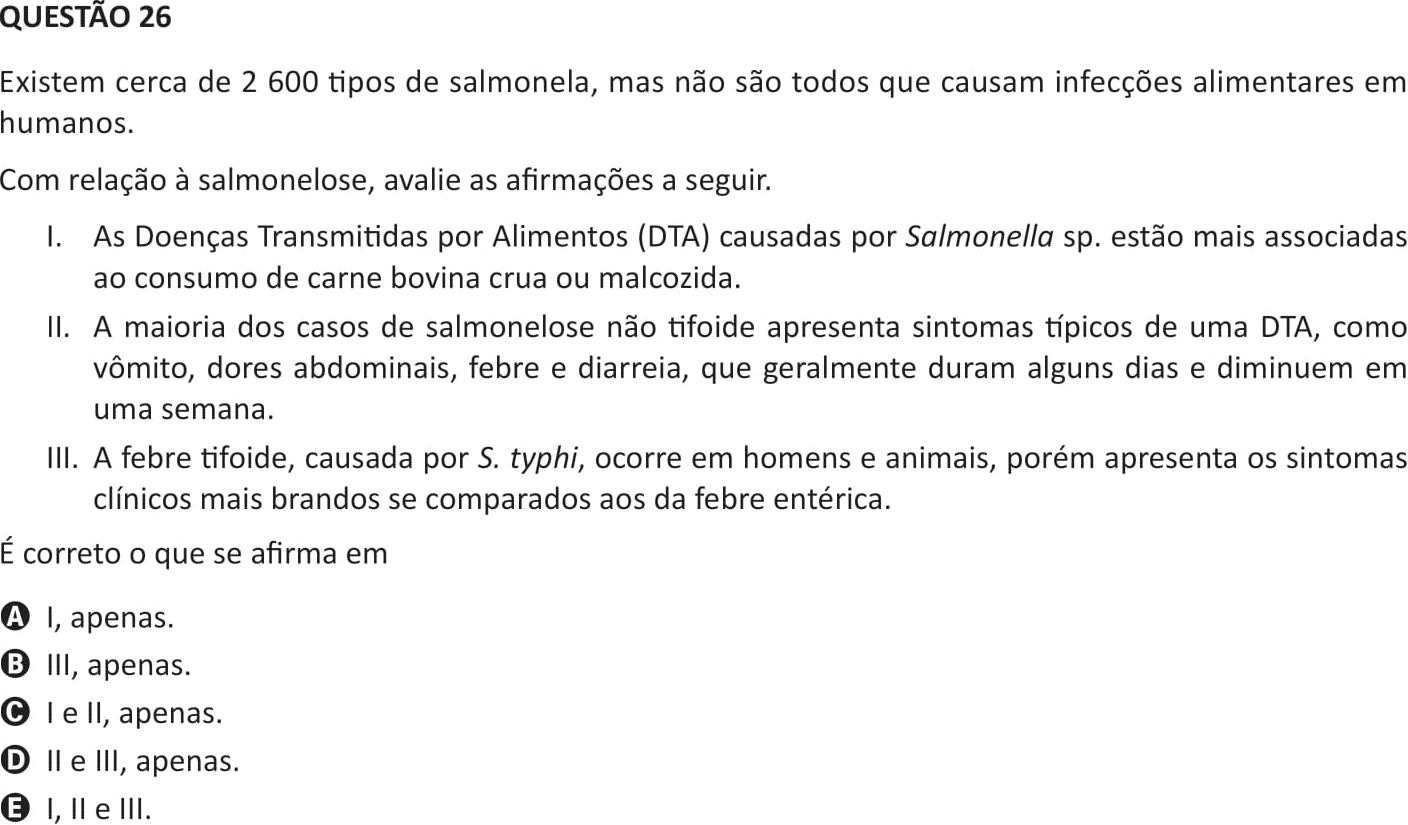 QUESTÃO 26
Existem cerca de 2 600 tipos de salmonela, mas não são todos que causam infecções alimentares em
humanos.
Com relação à salmonelose, avalie as afirmações a seguir.
I. As Doenças Transmitidas por Alimentos (DTA) causadas por Salmonella sp. estão mais associadas
ao consumo de carne bovina crua ou malcozida.
II. A maioria dos casos de salmonelose não tifoide apresenta sintomas típicos de uma DTA, como
vômito, dores abdominais, febre e diarreia, que geralmente duram alguns dias e diminuem em
uma semana.
III. A febre tifoide, causada por S. typhi, ocorre em homens e animais, porém apresenta os sintomas
clínicos mais brandos se comparados aos da febre entérica.
É correto o que se afirma em
A I, apenas.
B III, apenas.
C I e II, apenas.
D II e III, apenas.
E I, II e III.